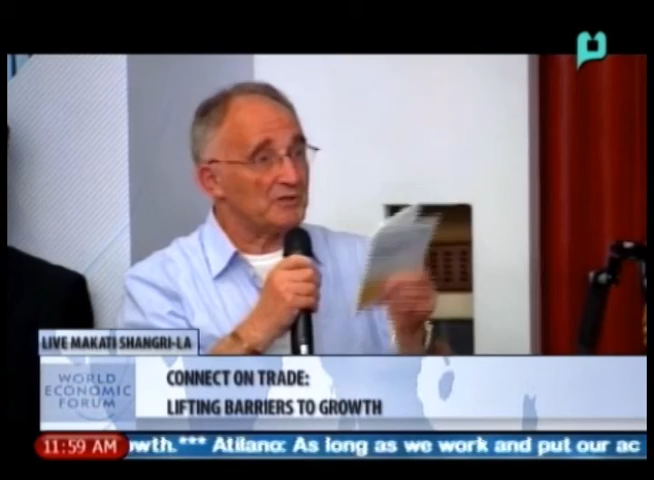 LIVE MAKATI SHANGRI-LA
WORLD
ECONOMIC
FORUM
CONNECT ON TRADE:
LIFTING BARRIERS TO GROWTH
11:59 AM wth.*** Atilano: As long as we work and put our ac